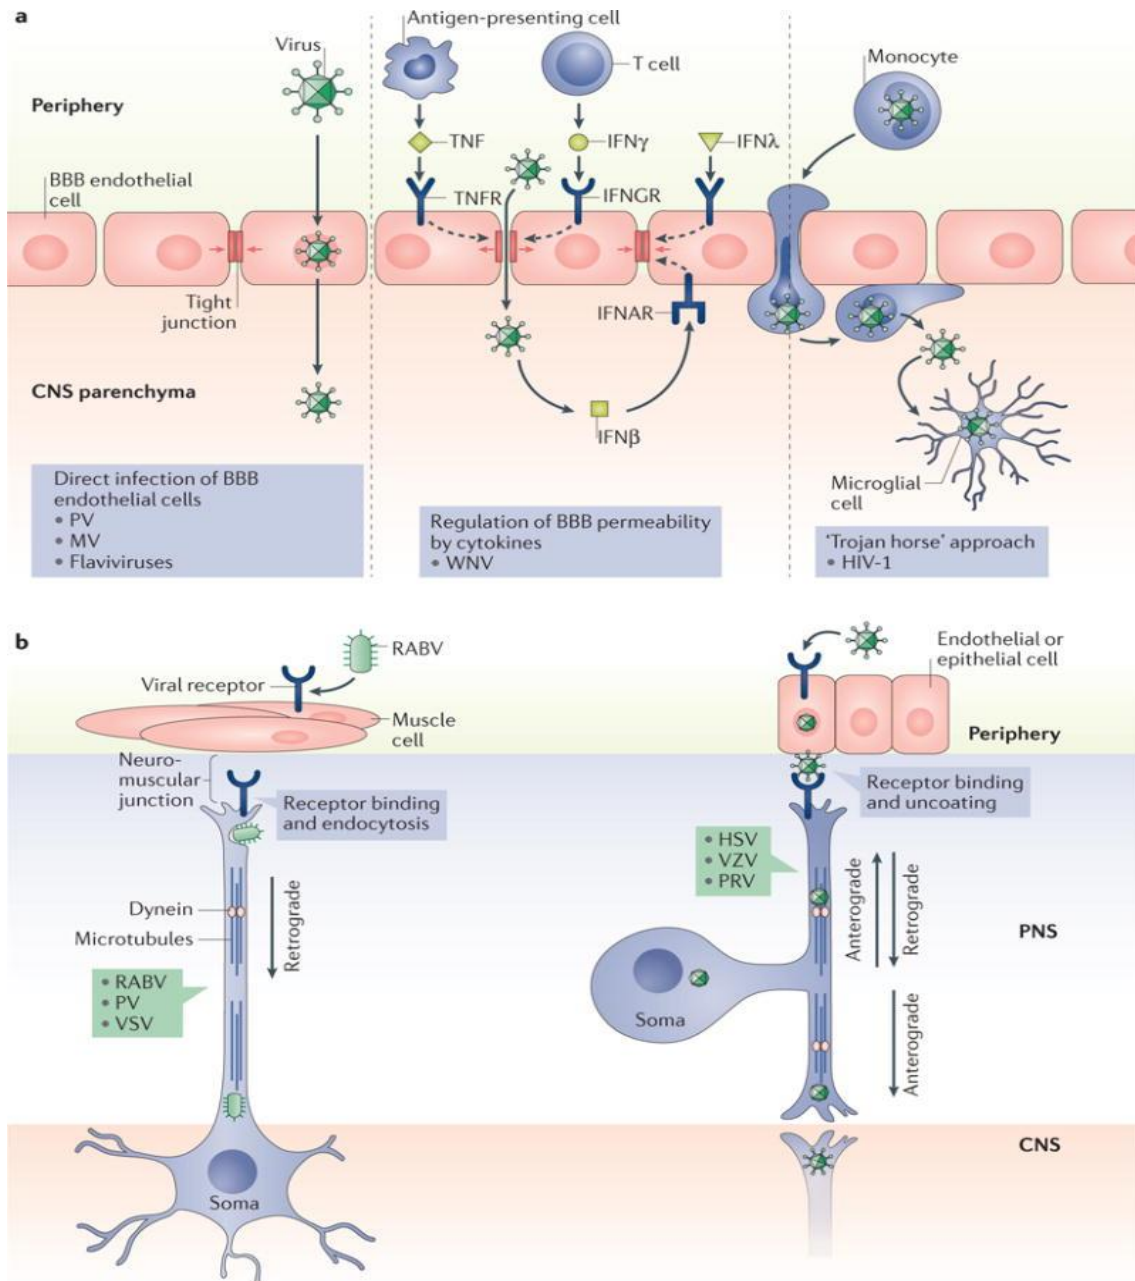 a
Antigen-presenting cell
Virus
T cell
Monocyte
Periphery
TNF
IFNγ
IFNλ
BBB endothelial
cell
TNFR
IFNGR
Tight
junction
IFNAR
CNS parenchyma
IFNβ
Microglial
cell
Direct infection of BBB
endothelial cells
• PV
• MV
• Flaviviruses
Regulation of BBB permeability
by cytokines
• WNV
'Trojan horse' approach
• HIV-1
b
RABV
Viral receptor
Muscle
cell
Neuro-
muscular
junction
Receptor binding
and endocytosis
Dynein
Microtubules
Retrograde
• RABV
• PV
• VSV
Soma
Endothelial or
epithelial cell
Periphery
Receptor binding
and uncoating
• HSV
• VZV
• PRV
Anterograde
Retrograde
PNS
Soma
Anterograde
CNS